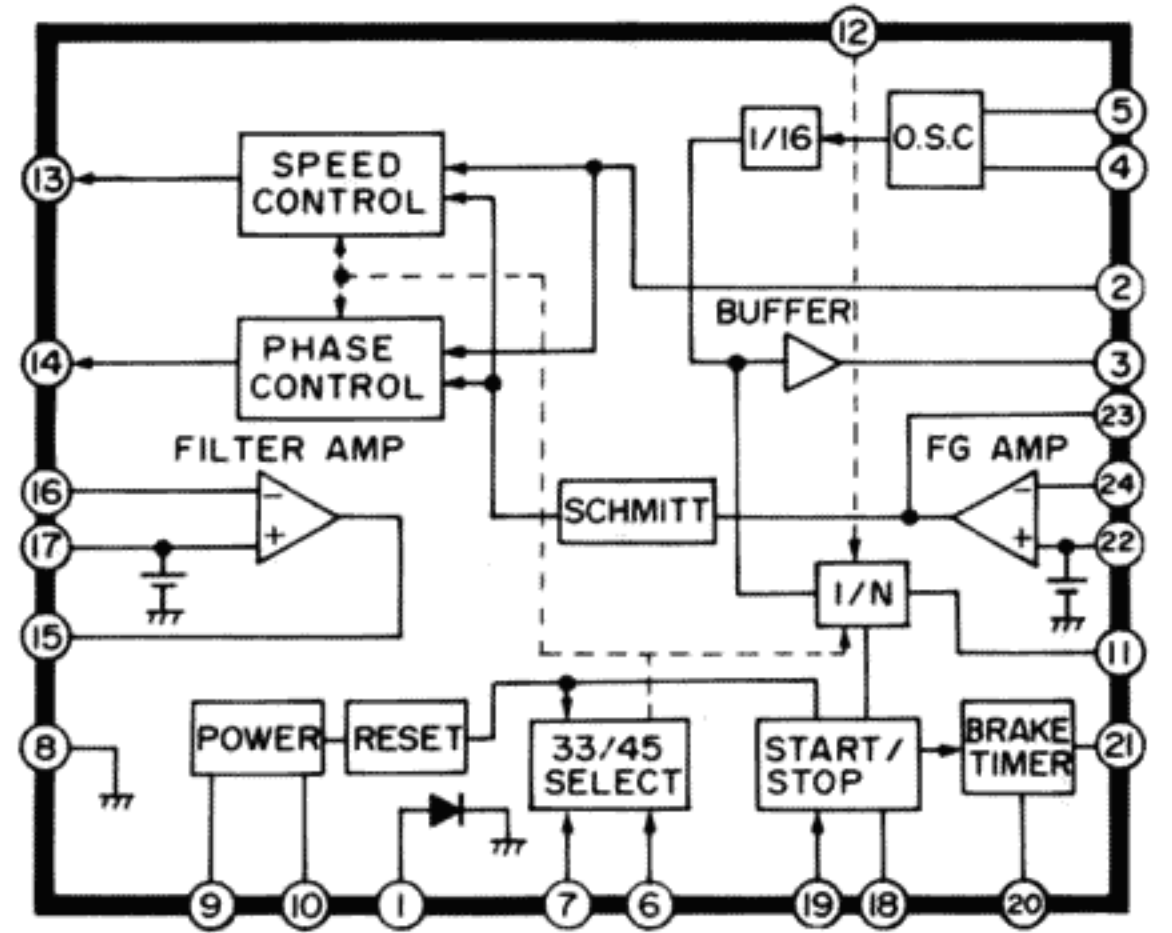 12
5
1/16
O.S.C
4
SPEED
CONTROL
13
2
BUFFER
PHASE
CONTROL
14
3
23
FILTER AMP
FG AMP
16
−
−
24
SCHMITT
17
+
+
22
1/N
15
11
8
POWER
RESET
33/45
SELECT
START/
STOP
BRAKE
TIMER
21
9
10
1
7
6
19
18
20